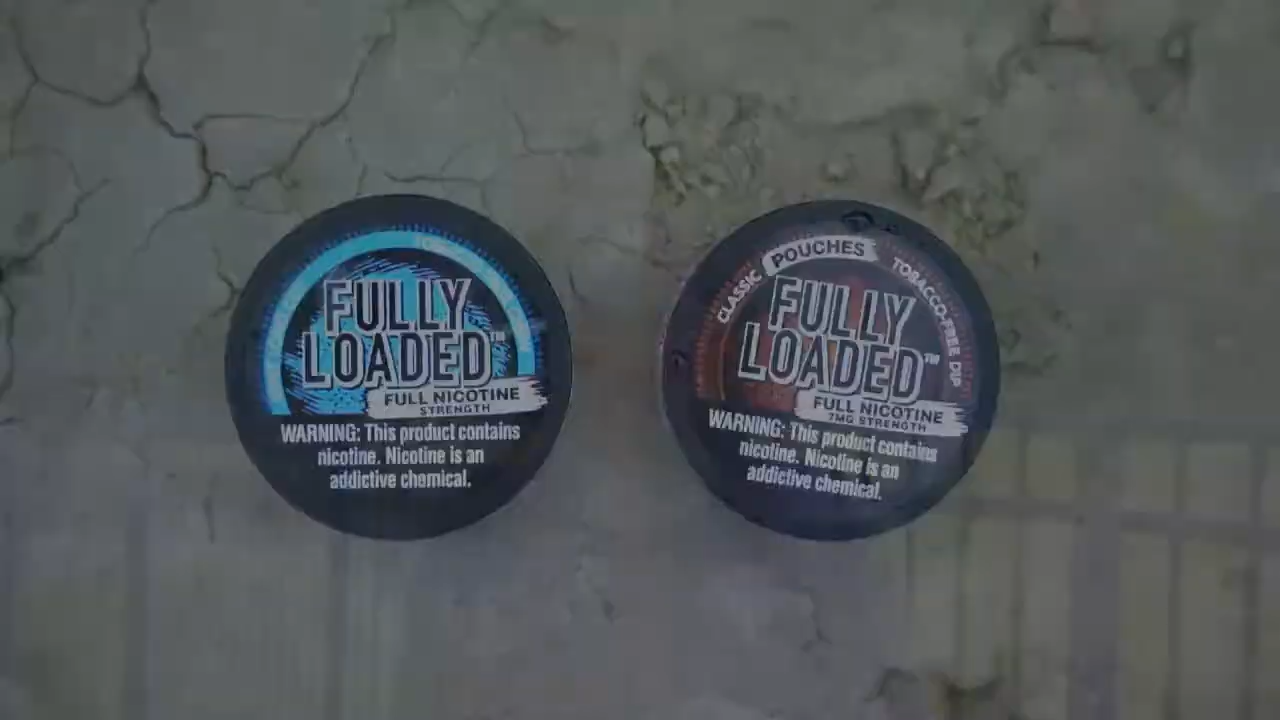 FULLY
LOADED™
FULL NICOTINE
STRENGTH
WARNING: This product contains
nicotine. Nicotine is an
addictive chemical.
CLASSIC POUCHES TOBACCO-FREE DIP
FULLY
LOADED™
FULL NICOTINE
7MG STRENGTH
WARNING: This product contains
nicotine. Nicotine is an
addictive chemical.